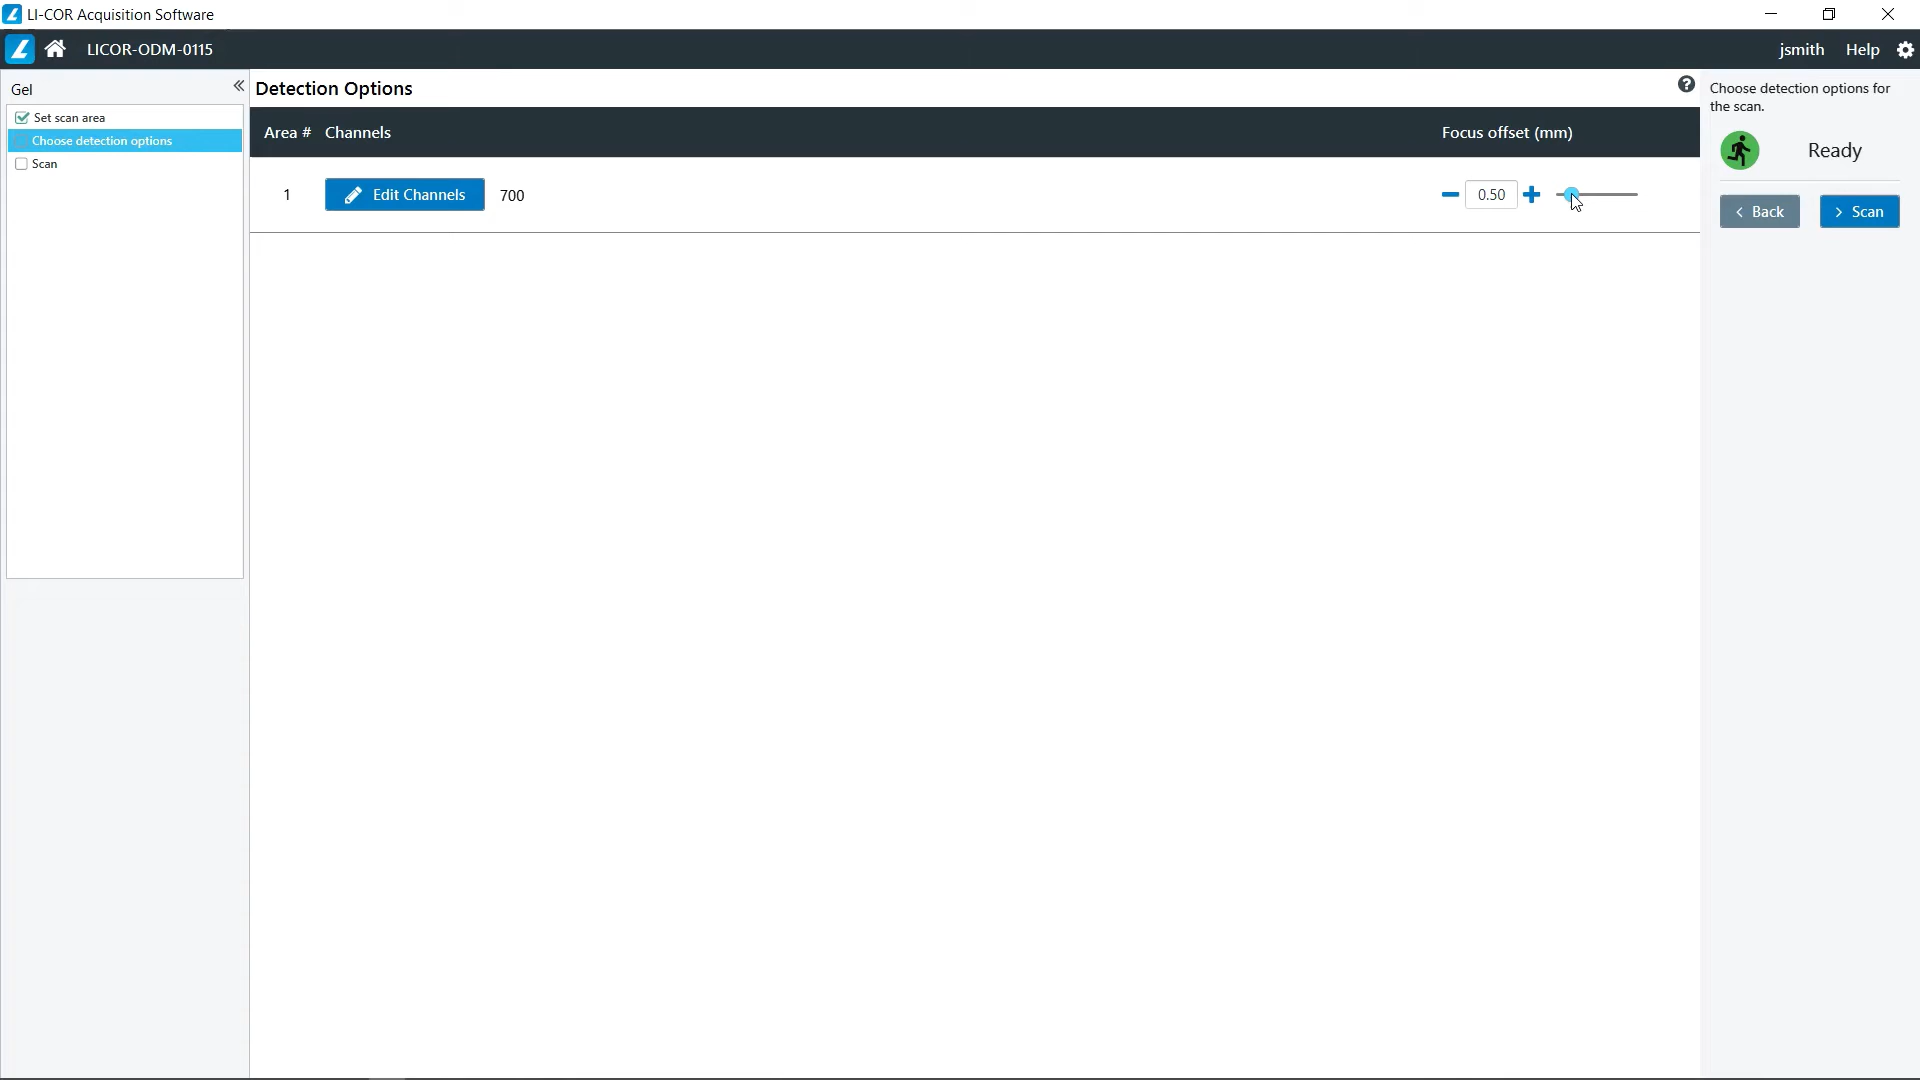 LI-COR Acquisition Software
LICOR-ODM-0115
jsmith Help
Gel
Set scan area
Choose detection options
Scan
Detection Options
Area # Channels Focus offset (mm)
1 Edit Channels 700 0.50
Choose detection options for
the scan.
Ready
Back Scan